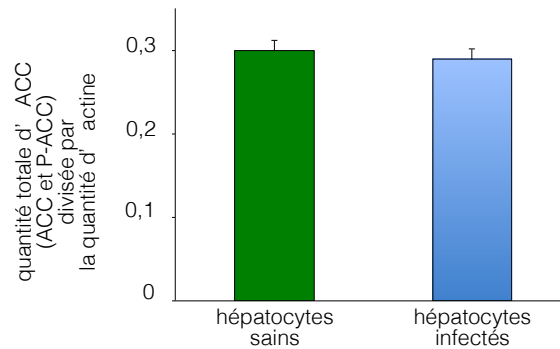 quantité totale d' ACC
(ACC et P-ACC)
divisée par
la quantité d' actine
0,3
0,2
0,1
0
hépatocytes
sains
hépatocytes
infectés